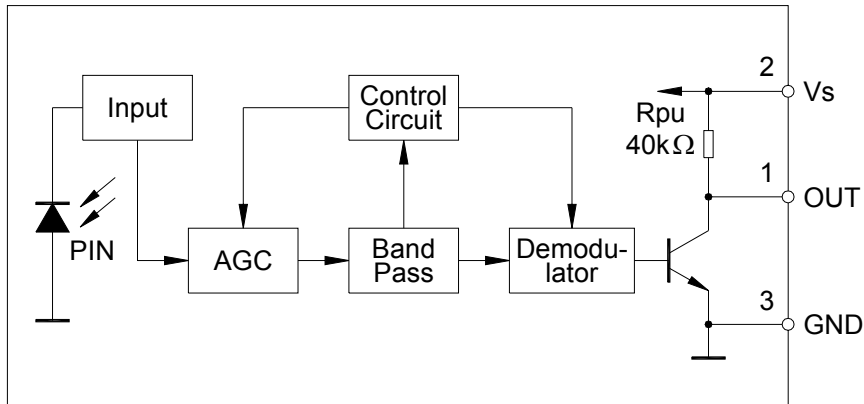 Input
Control
Circuit
2
Vs
Rpu
40kΩ
1
OUT
PIN
AGC
Band
Pass
Demodu-
lator
3
GND